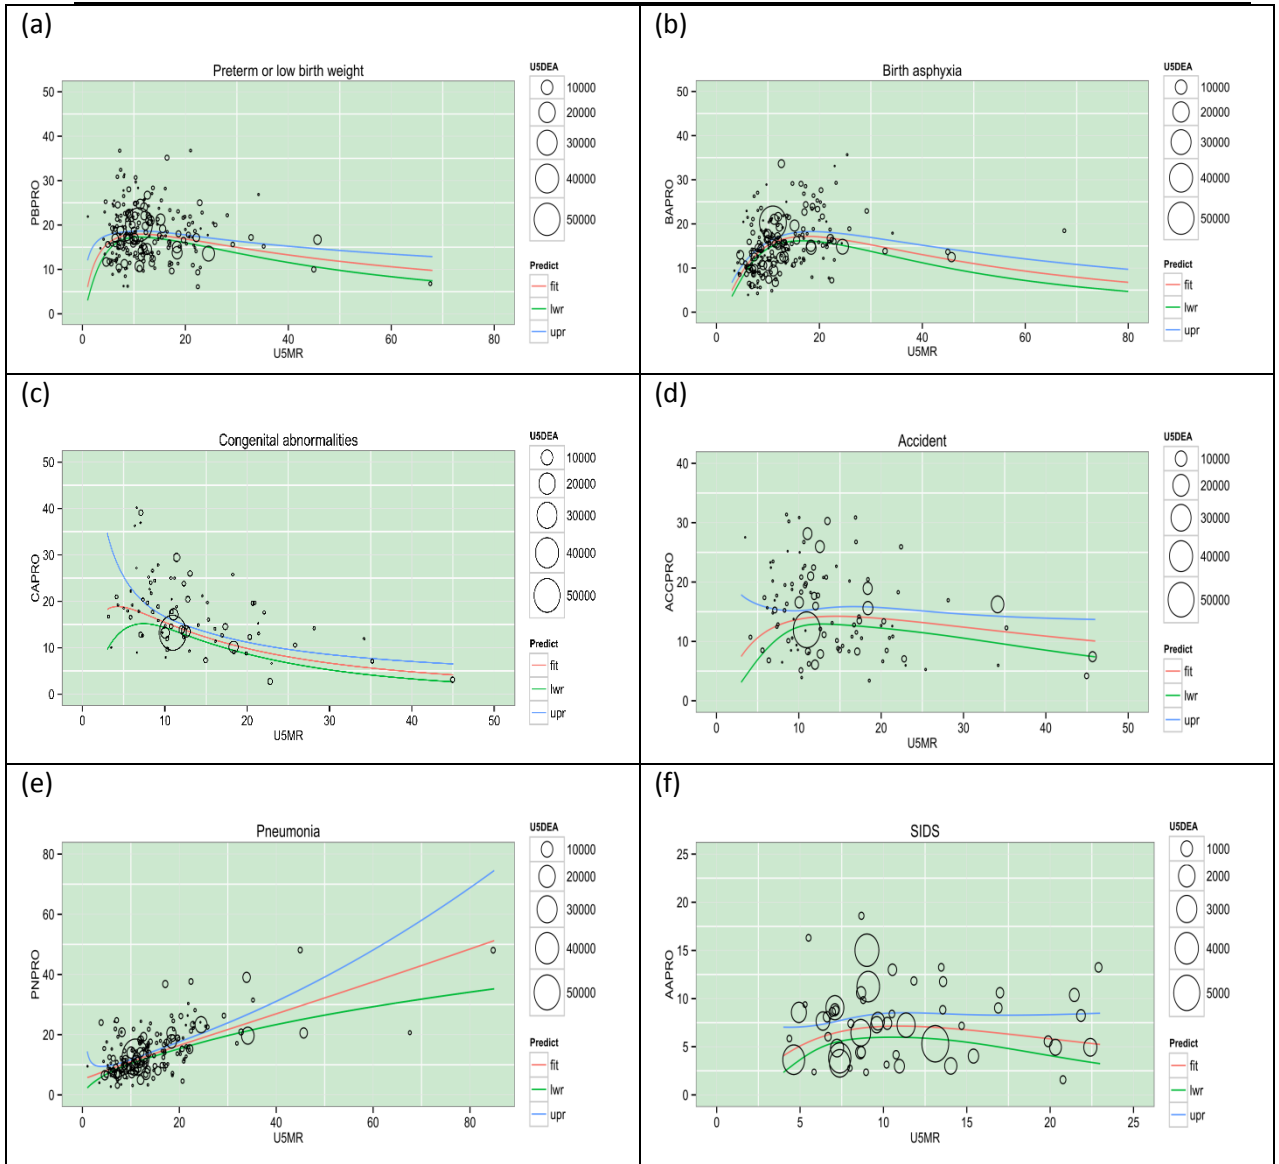 (a)
Preterm or low birth weight
PBPRO
50
40
30
20
10
0
0 20 40 60 80
U5MR
U5DEA
10000
20000
30000
40000
50000
Predict
fit
lwr
upr
(b)
Birth asphyxia
BAPRO
50
40
30
20
10
0
0 20 40 60 80
U5MR
U5DEA
10000
20000
30000
40000
50000
Predict
fit
lwr
upr
(c)
Congenital abnormalities
CAPRO
50
40
30
20
10
0
0 10 20 30 40 50
U5MR
U5DEA
10000
20000
30000
40000
50000
Predict
fit
lwr
upr
(d)
Accident
ACCPRO
40
30
20
10
0
0 10 20 30 40 50
U5MR
U5DEA
10000
20000
30000
40000
50000
Predict
fit
lwr
upr
(e)
Pneumonia
PNPRO
80
60
40
20
0
0 20 40 60 80
U5MR
U5DEA
10000
20000
30000
40000
50000
Predict
fit
lwr
upr
(f)
SIDS
AAPRO
25
20
15
10
5
0
5 10 15 20 25
U5MR
U5DEA
1000
2000
3000
4000
5000
Predict
fit
lwr
upr